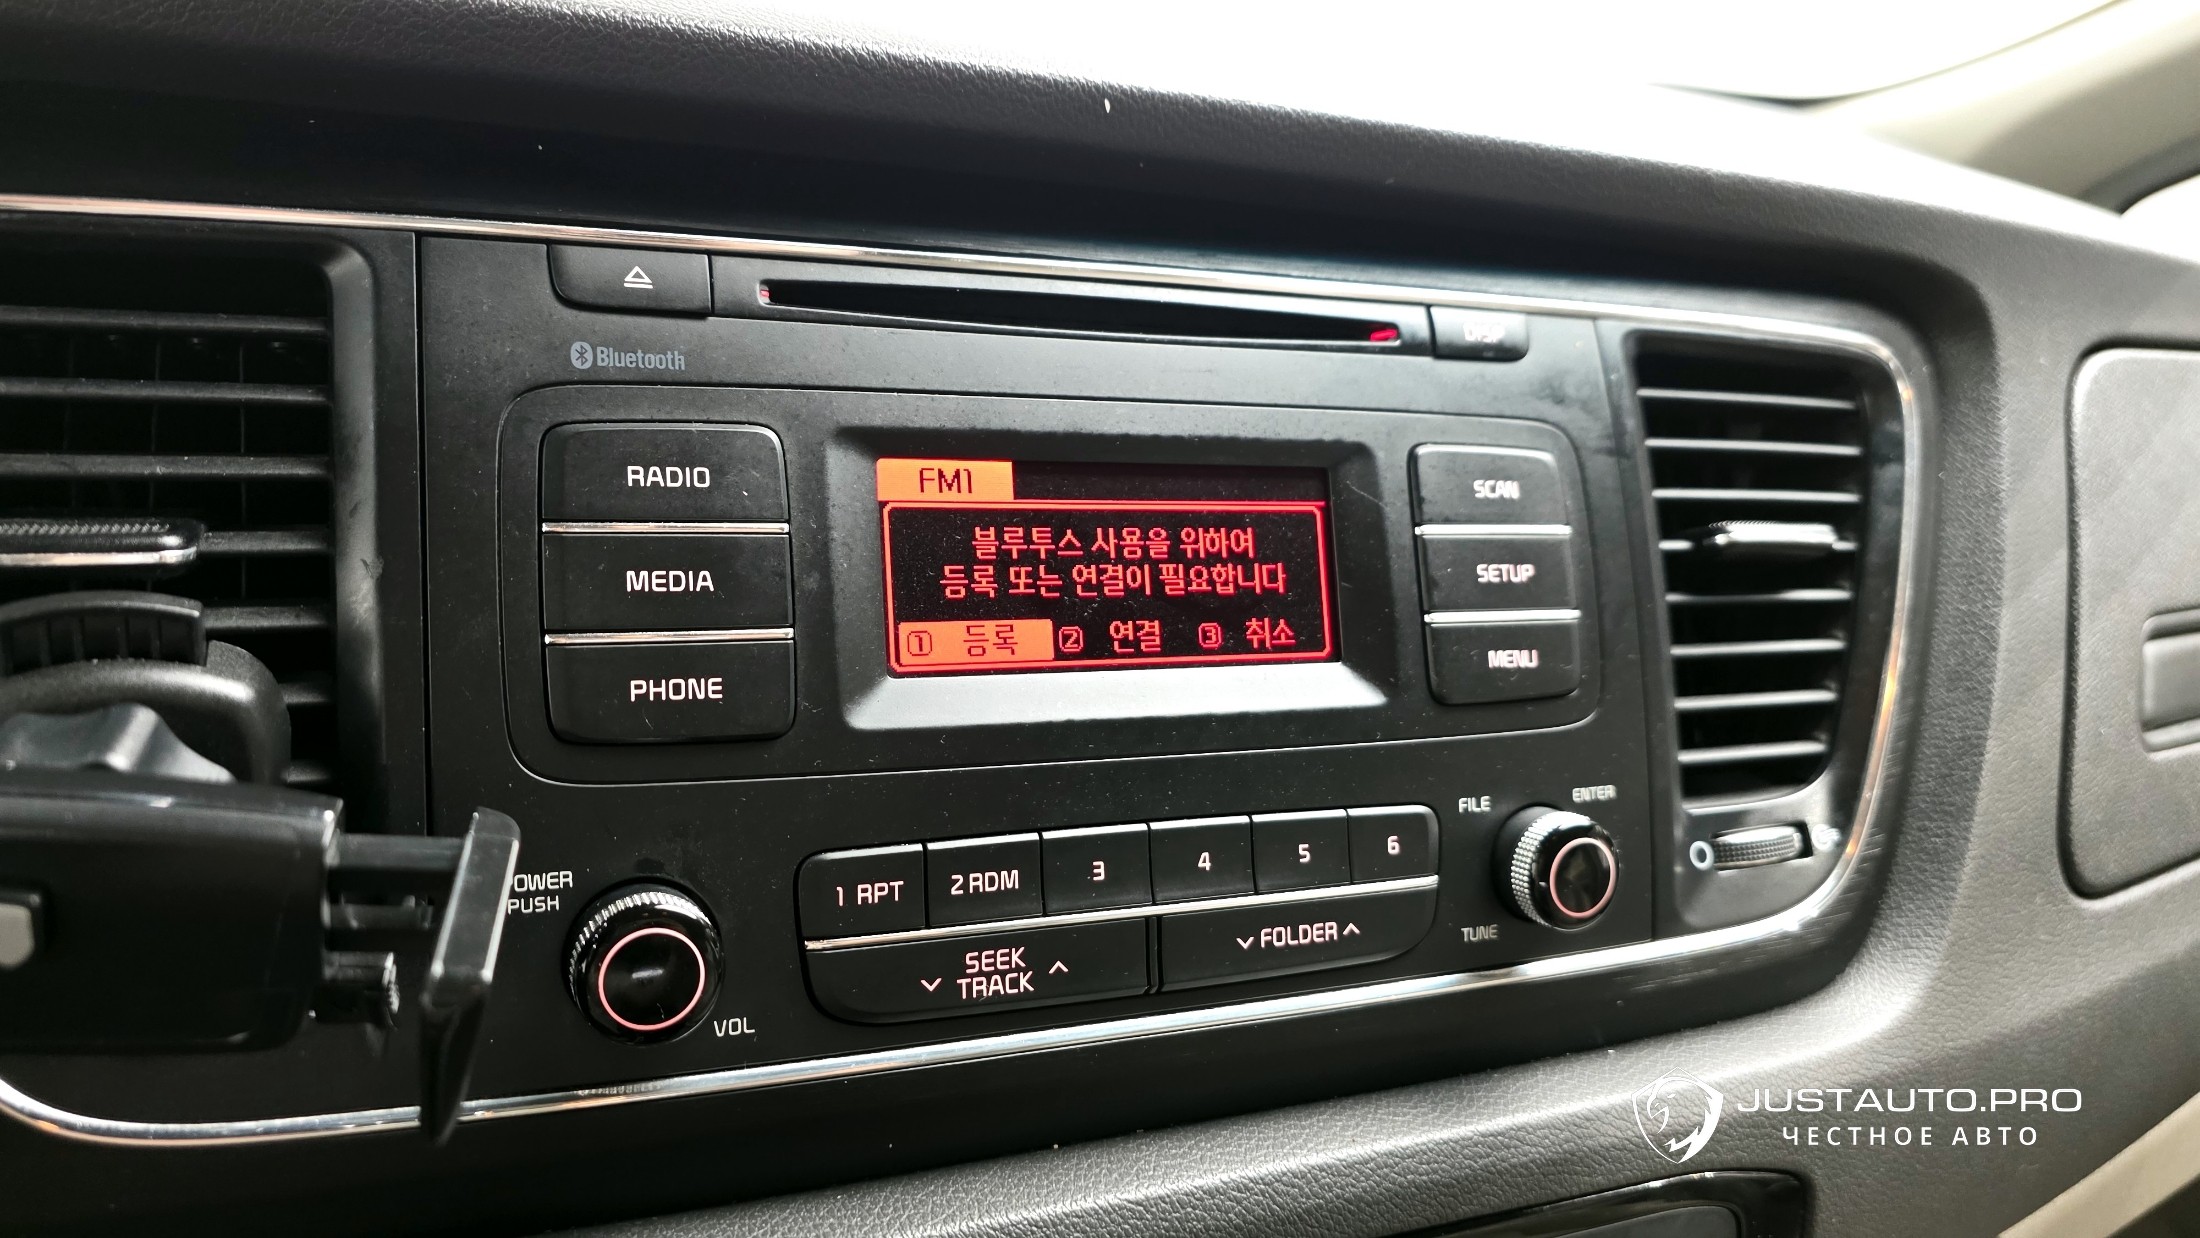 Bluetooth
DISP
RADIO
MEDIA
PHONE
FM1
블루투스 사용을 위하여
등록 또는 연결이 필요합니다
① 등록 ② 연결 ③ 취소
SCAN
SETUP
MENU
FILE
ENTER
TUNE
OWER
PUSH
VOL
1 RPT
2 RDM
3
4
5
6
SEEK
TRACK
FOLDER
JUSTAUTO.PRO
ЧЕСТНОЕ АВТО